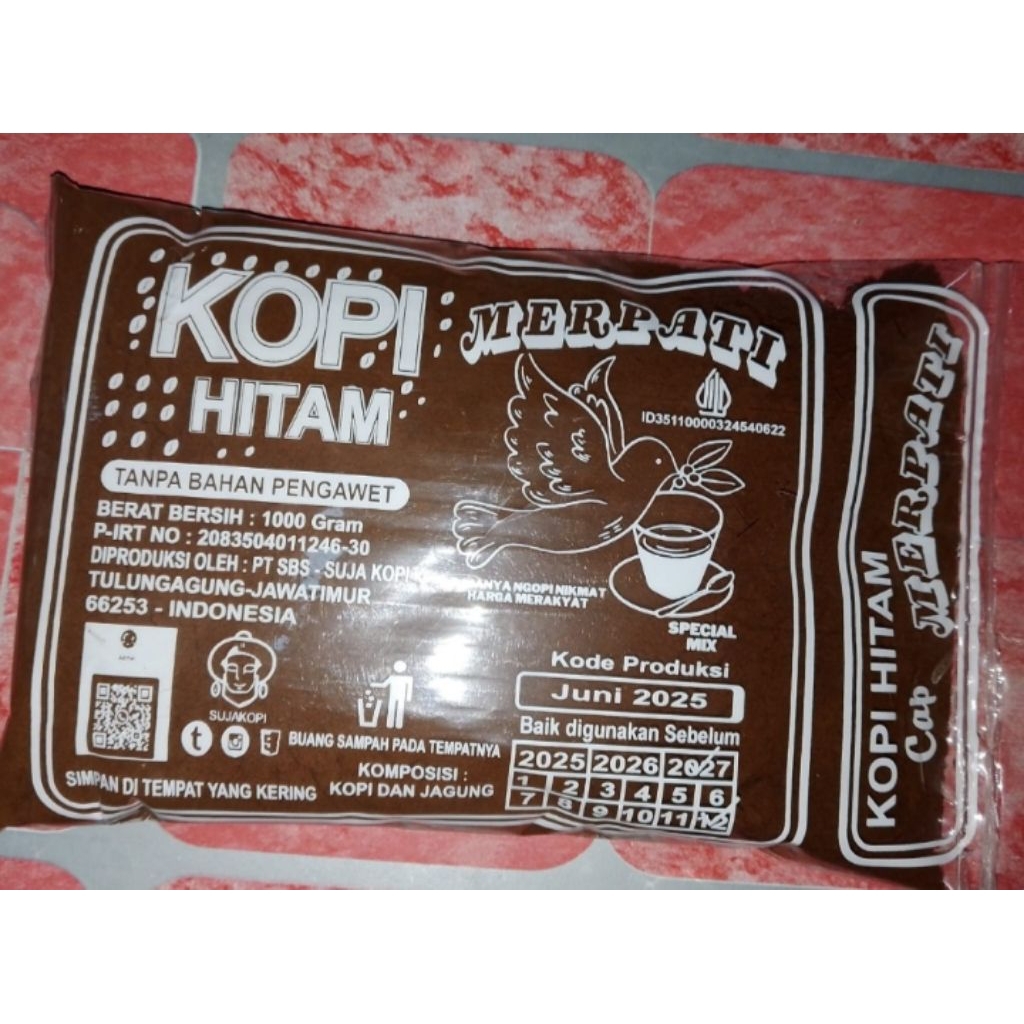 KOPI
HITAM
MERPATI
ID35110000324540622
TANPA BAHAN PENGAWET
BERAT BERSIH : 1000 Gram
P-IRT NO : 2083504011246-30
DIPRODUKSI OLEH : PT SBS - SUJA KOPI
TULUNGAGUNG-JAWATIMUR
66253 - INDONESIA
NGOPI NIKMAT
HARGA MERAKYAT
SPECIAL
MIX
SUJAKOPI
BUANG SAMPAH PADA TEMPATNYA
KOMPOSISI :
KOPI DAN JAGUNG
SIMPAN DI TEMPAT YANG KERING
Kode Produksi
Juni 2025
Baik digunakan Sebelum
2025 2026 2027
1 2 3 4 5 6
7 8 9 10 11 12
KOPI HITAM
Cap MERPATI